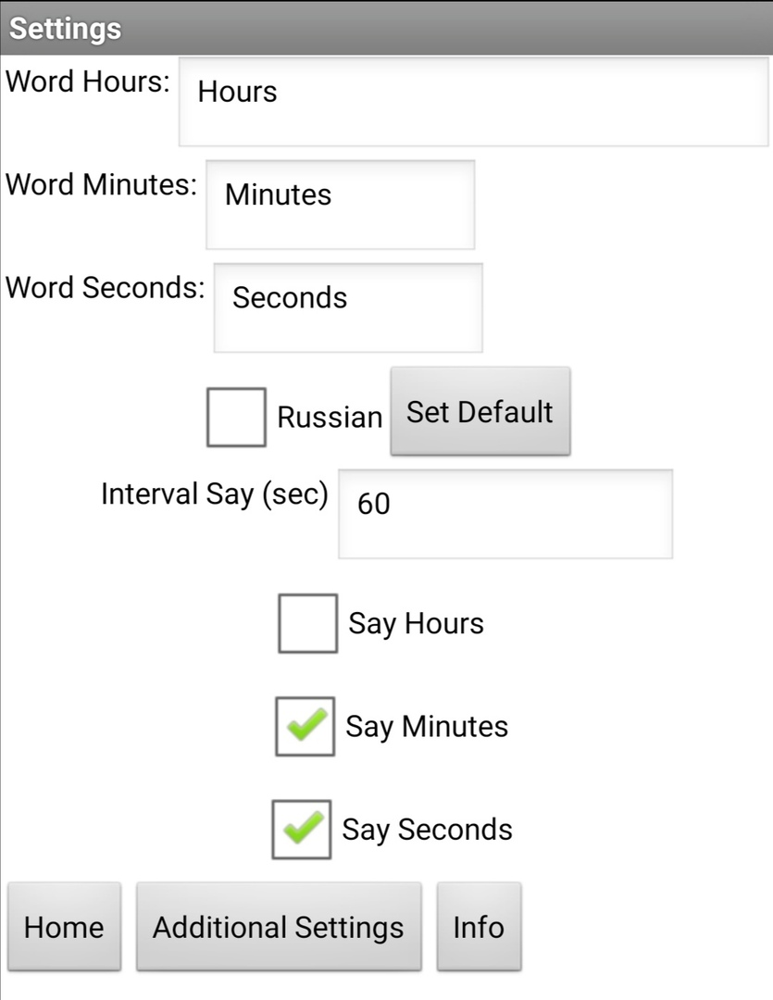 Settings
Word Hours: Hours
Word Minutes: Minutes
Word Seconds: Seconds
Russian Set Default
Interval Say (sec) 60
Say Hours
Say Minutes
Say Seconds
Home Additional Settings Info